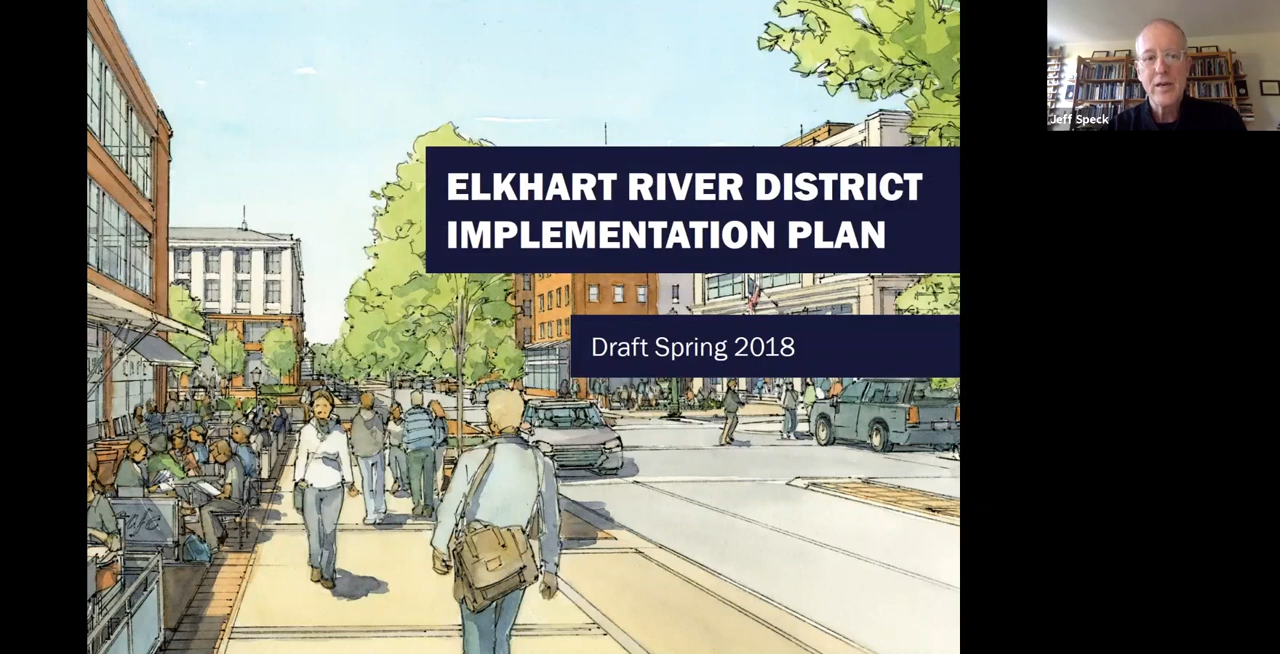 ELKHART RIVER DISTRICT
IMPLEMENTATION PLAN
Draft Spring 2018
Jeff Speck